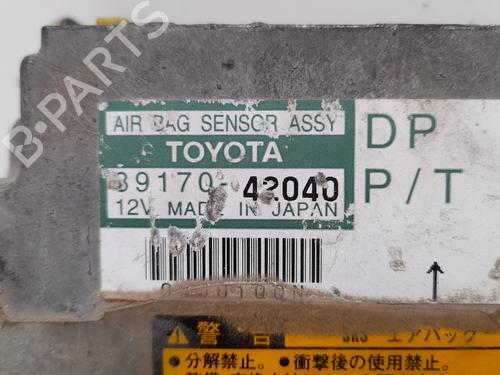 B-PARTS
AIR BAG SENSOR ASSY
TOYOTA
89170-42040
12V MADE IN JAPAN
DP
P/T
警 告
SRS エアバッグ
●分解禁止。●衝撃後の使用禁止。